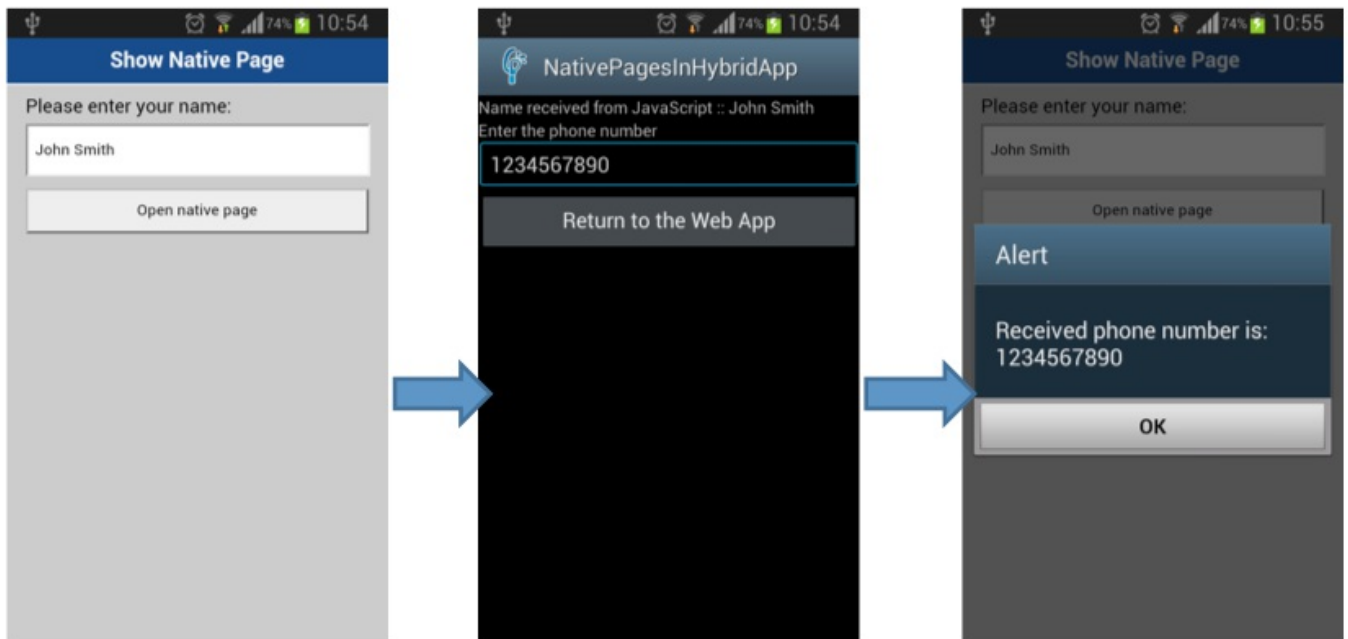 74% 10:54
Show Native Page
Please enter your name:
John Smith
Open native page
74% 10:54
NativePagesInHybridApp
Name received from JavaScript :: John Smith
Enter the phone number
1234567890
Return to the Web App
74% 10:55
Show Native Page
Please enter your name:
John Smith
Open native page
Alert
Received phone number is:
1234567890
OK